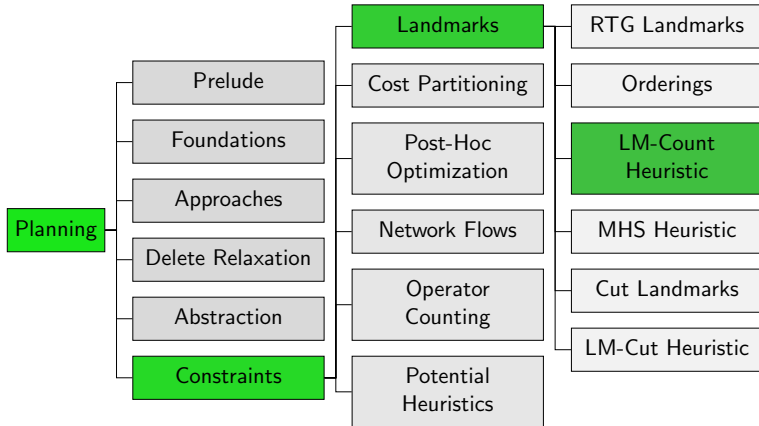 Planning
Prelude
Foundations
Approaches
Delete Relaxation
Abstraction
Constraints
Landmarks
Cost Partitioning
Post-Hoc
Optimization
Network Flows
Operator
Counting
Potential
Heuristics
RTG Landmarks
Orderings
LM-Count
Heuristic
MHS Heuristic
Cut Landmarks
LM-Cut Heuristic